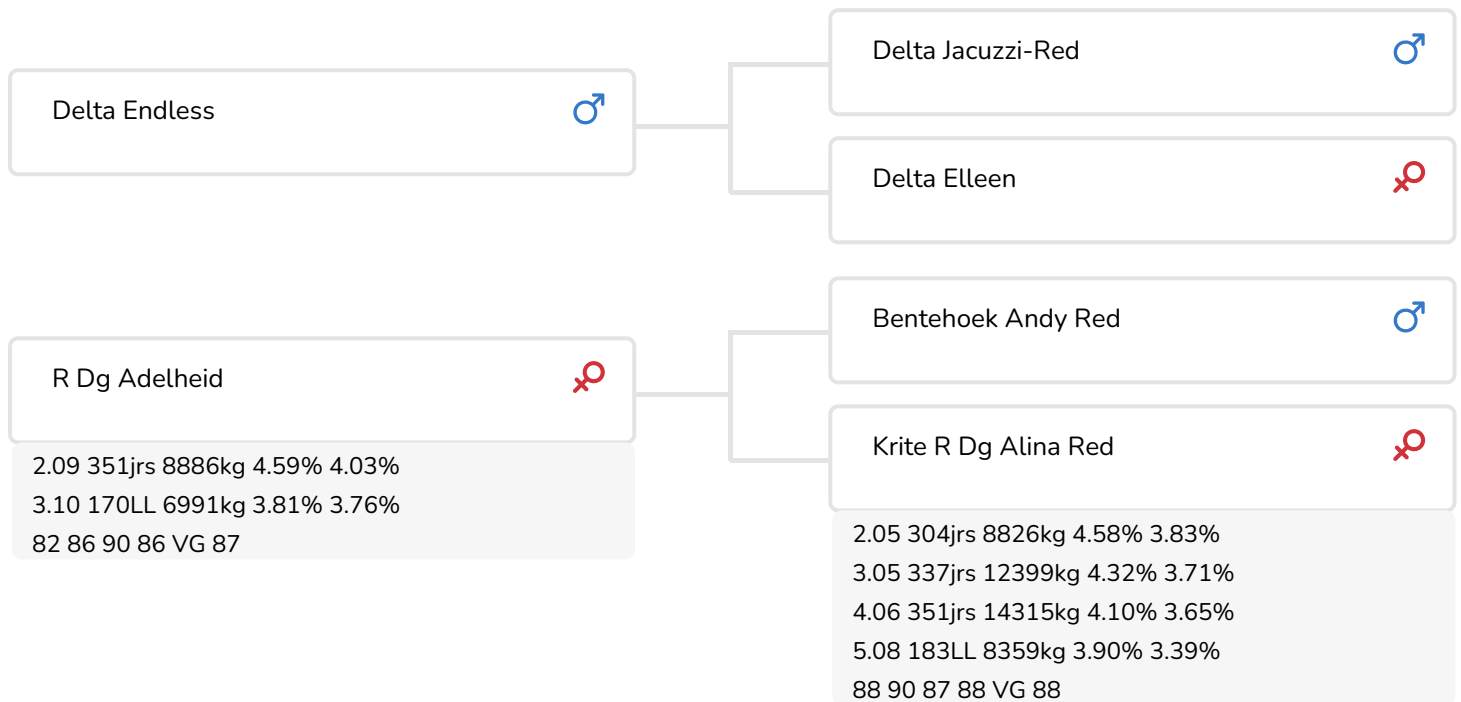 Delta Endless
Delta Jacuzzi-Red
Delta Elleen
R Dg Adelheid
2.09 351jrs 8886kg 4.59% 4.03%
3.10 170LL 6991kg 3.81% 3.76%
82 86 90 86 VG 87
Bentehoek Andy Red
Krite R Dg Alina Red
2.05 304jrs 8826kg 4.58% 3.83%
3.05 337jrs 12399kg 4.32% 3.71%
4.06 351jrs 14315kg 4.10% 3.65%
5.08 183LL 8359kg 3.90% 3.39%
88 90 87 88 VG 88